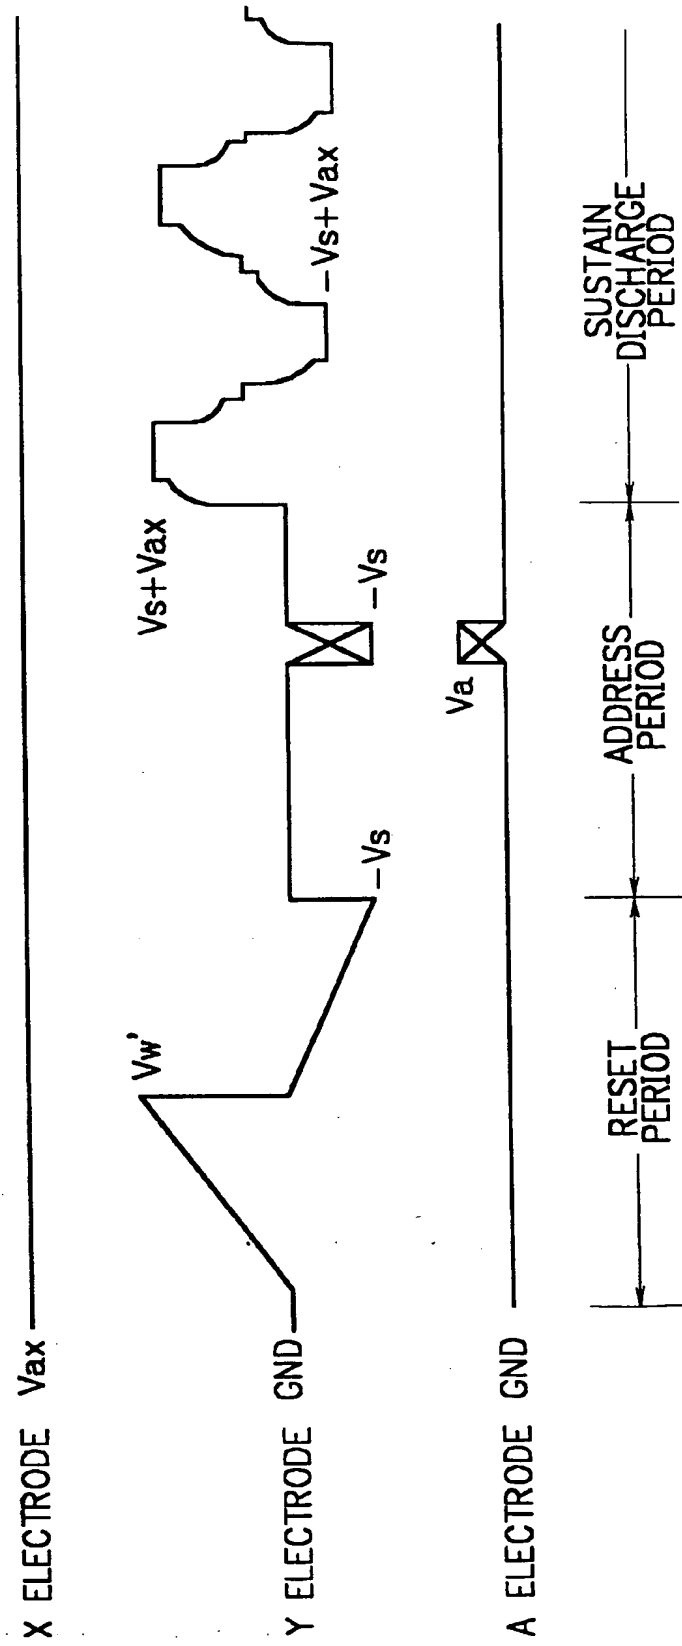 X ELECTRODE Vax
Y ELECTRODE GND
Vw'
−Vs
−Vs
Vs+Vax
−Vs+Vax
A ELECTRODE GND
Va
RESET
PERIOD
ADDRESS
PERIOD
SUSTAIN
DISCHARGE
PERIOD